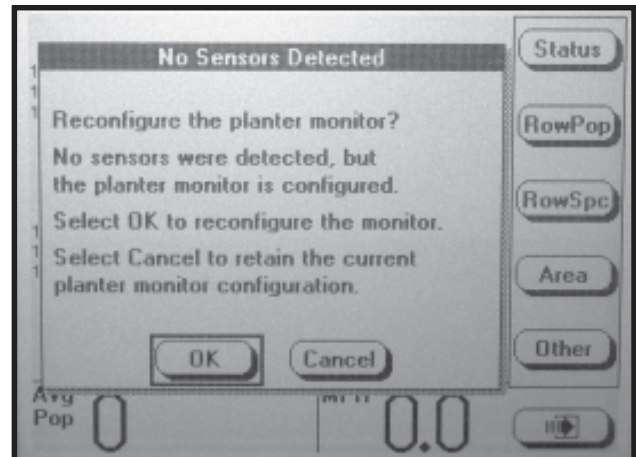 No Sensors Detected
Reconfigure the planter monitor?
No sensors were detected, but
the planter monitor is configured.
Select OK to reconfigure the monitor.
Select Cancel to retain the current
planter monitor configuration.
OK
Cancel
Status
RowPop
RowSpc
Area
Other
Avg
Pop 0
MPH
0.0